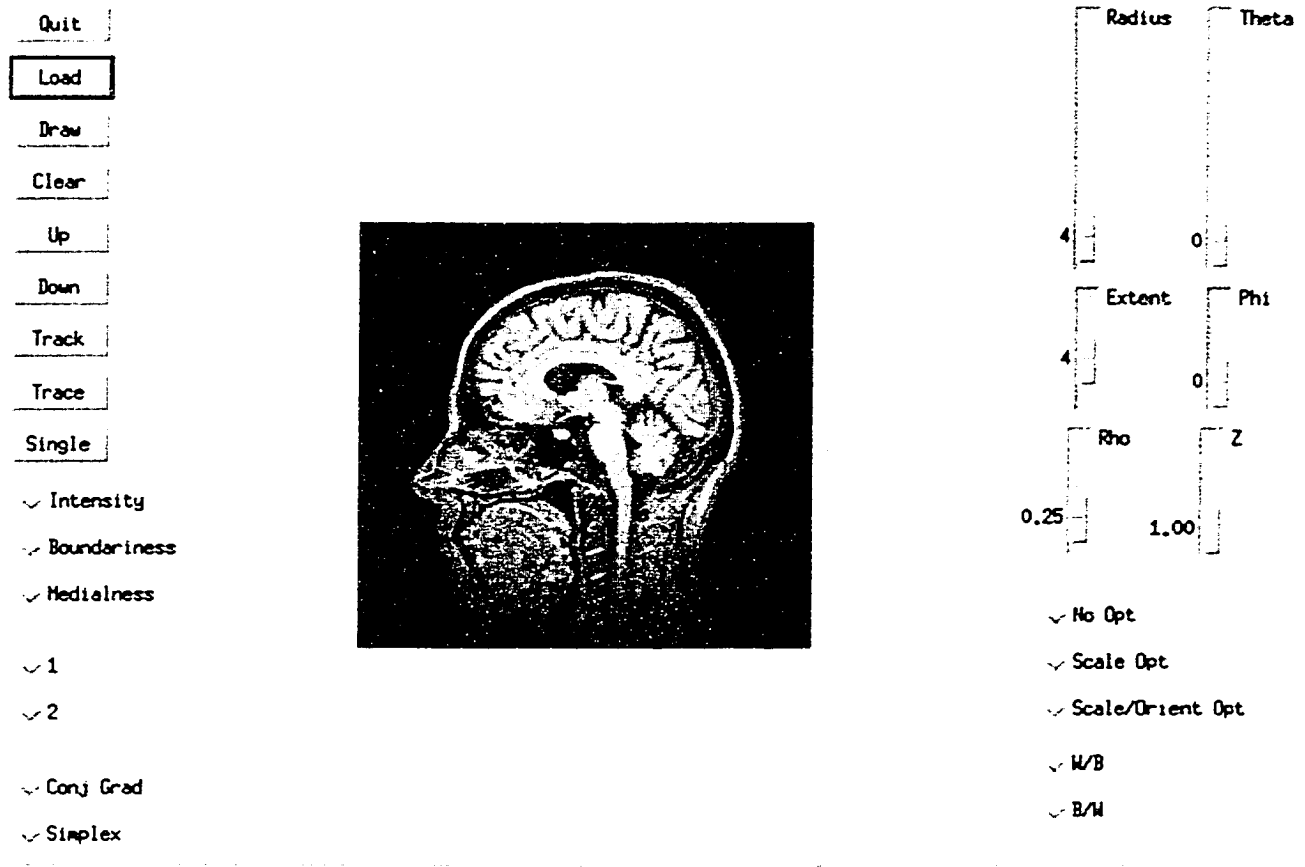 Quit
Load
Draw
Clear
Up
Down
Track
Trace
Single
Intensity
Boundariness
Medialness
1
2
Conj Grad
Simplex
Radius
Theta
4
0
Extent
Phi
4
0
Rho
Z
0.25
1.00
No Opt
Scale Opt
Scale/Orient Opt
W/B
B/W